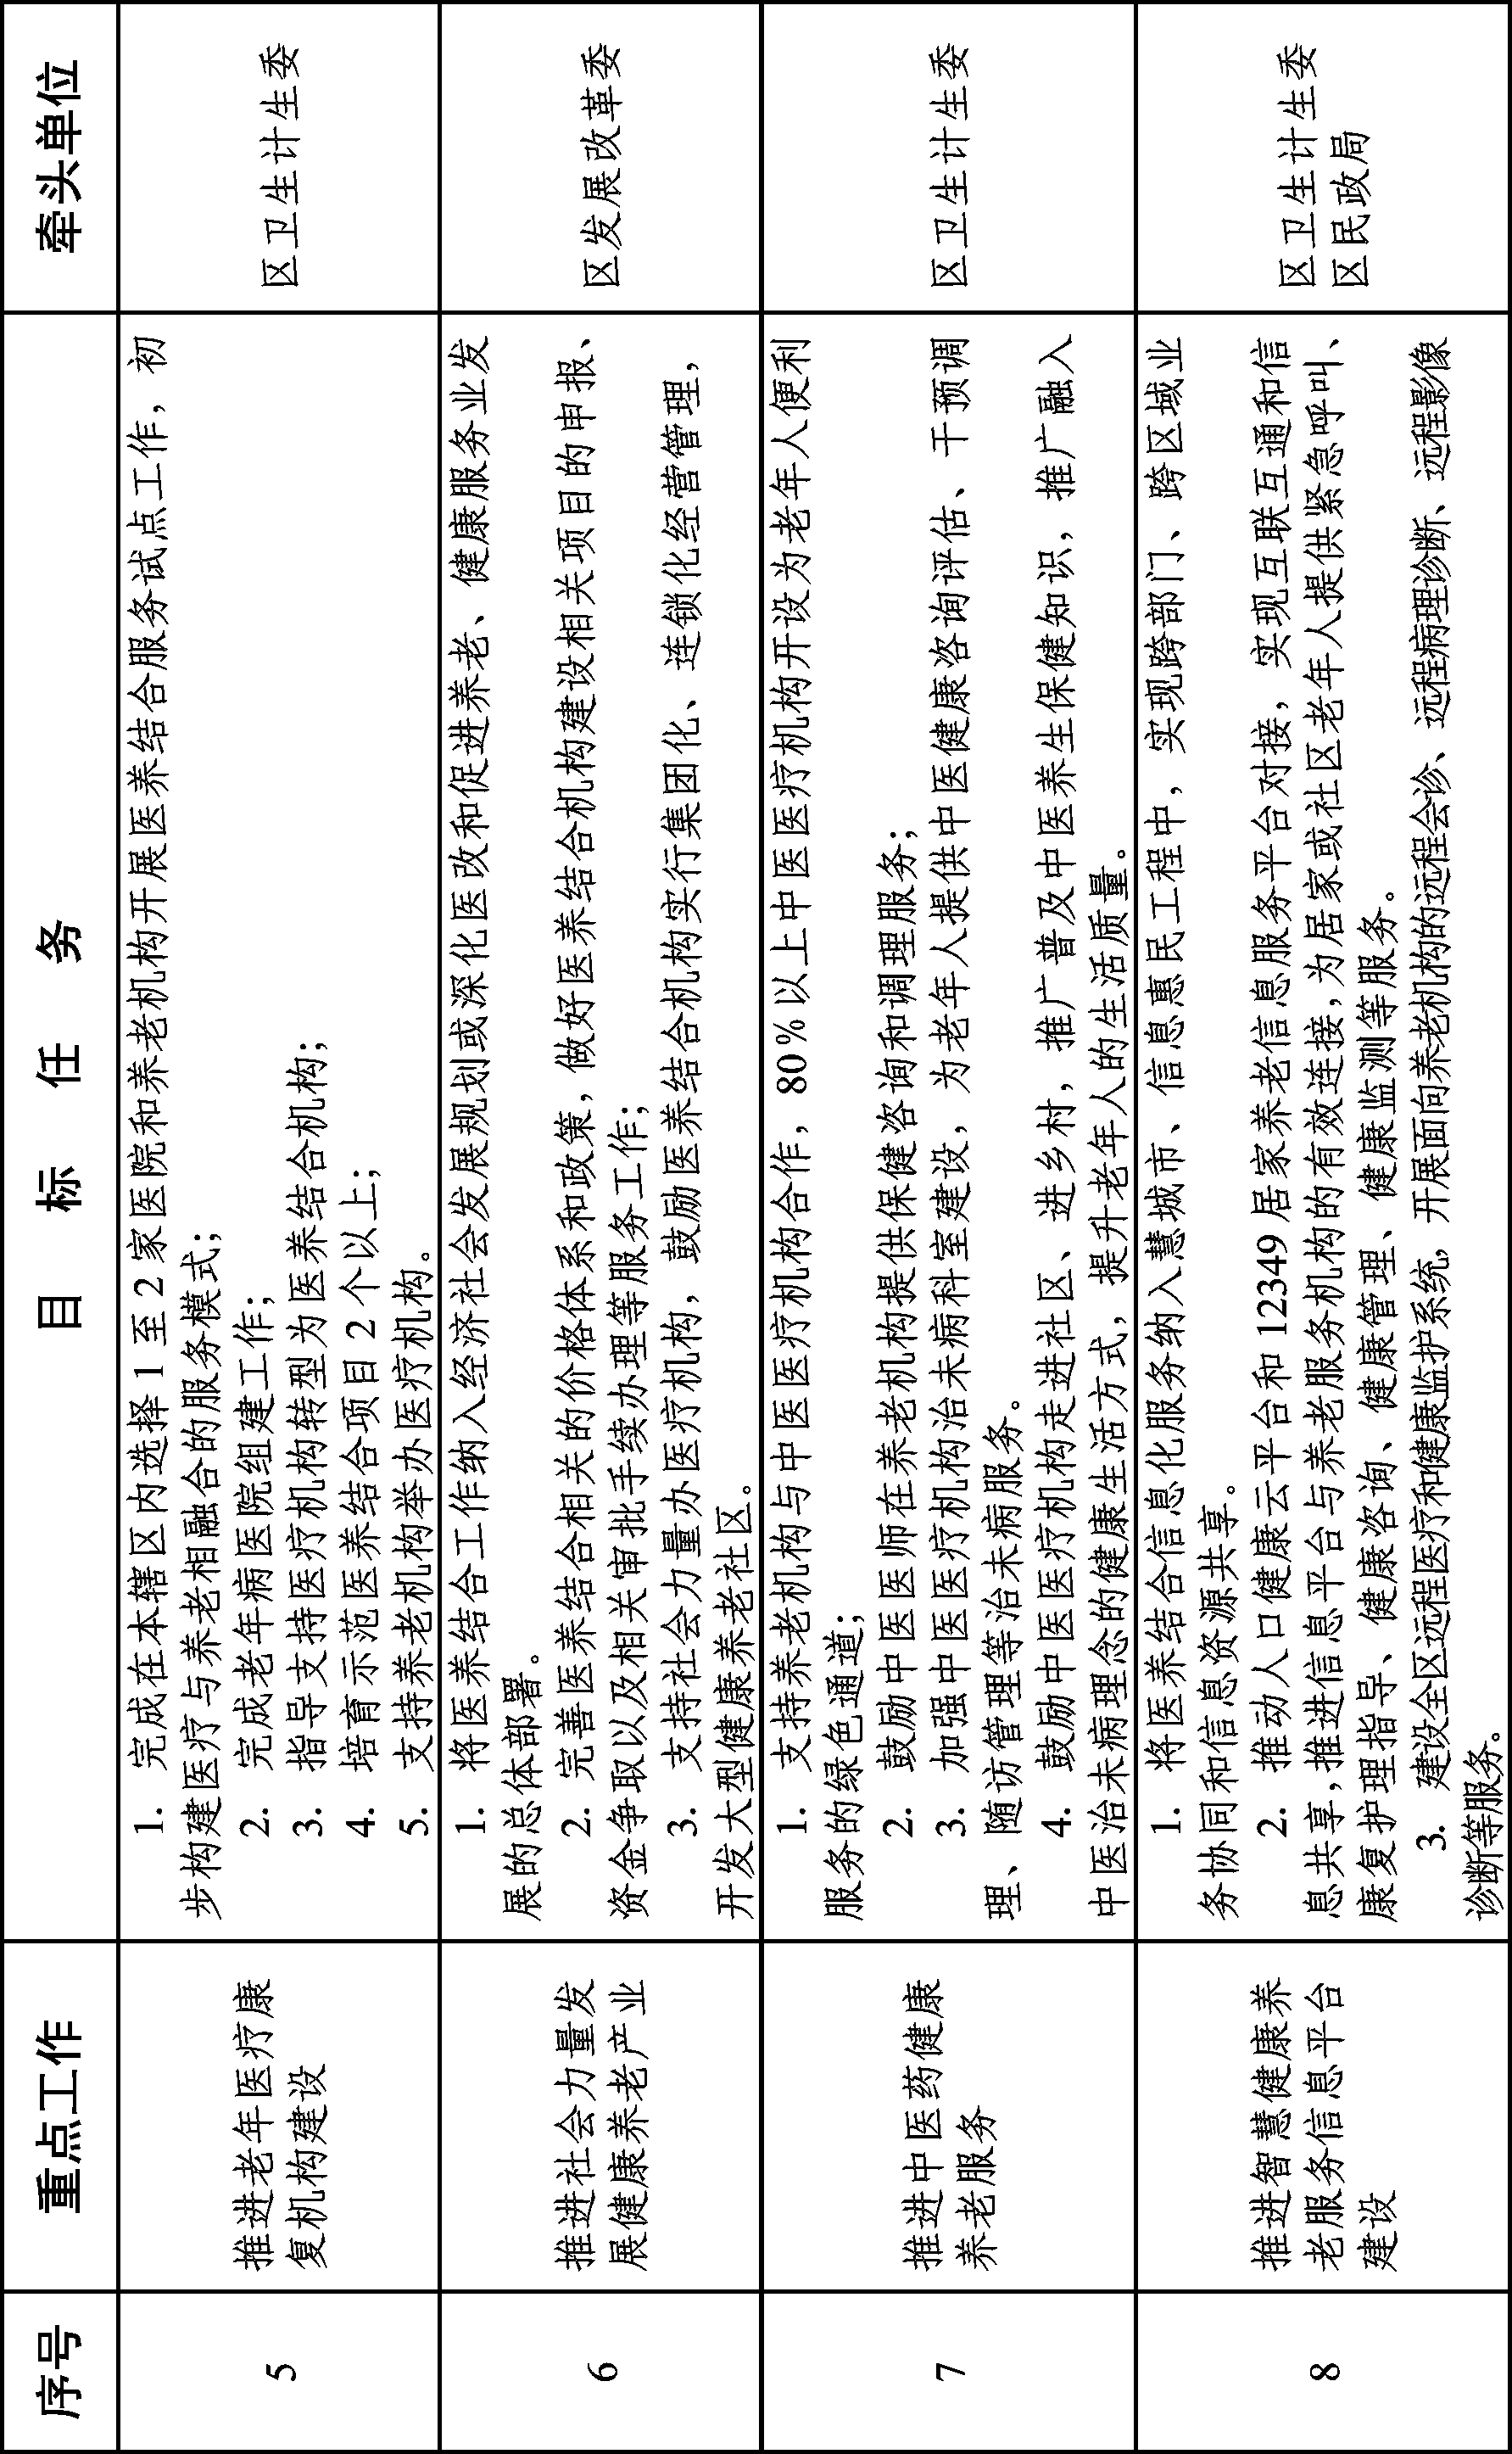 序号
重点工作
目标任务
牵头单位
5
推进老年医疗康
复机构建设
1. 完成在本辖区内选择 1 至 2 家医院和养老机构开展医养结合服务试点工作，初
步构建医疗与养老相融合的服务模式；
2. 完成老年病医院组建工作；
3. 指导支持医疗机构转型为医养结合机构；
4. 培育示范医养结合项目 2 个以上；
5. 支持养老机构举办医疗机构。
区卫生计生委
6
推进社会力量发
展健康养老产业
1. 将医养结合工作纳入经济社会发展规划或深化医改和促进养老、健康服务业发
展的总体部署。
2. 完善医养结合相关的价格体系和政策，做好医养结合机构建设相关项目的申报、
资金争取以及相关审批手续办理等服务工作；
3. 支持社会力量办医疗机构，鼓励医养结合机构实行集团化、连锁化经营管理，
开发大型健康养老社区。
区发展改革委
7
推进中医药健康
养老服务
1. 支持养老机构与中医医疗机构合作，80%以上中医医疗机构开设为老年人便利
服务的绿色通道；
2. 鼓励中医医师在养老机构提供保健咨询和调理服务；
3. 加强中医医疗机构治未病科室建设，为老年人提供中医健康咨询评估、干预调
理、随访管理等治未病服务。
4. 鼓励中医医疗机构走进社区、进乡村，推广普及中医养生保健知识，推广融入
中医治未病理念的健康生活方式，提升老年人的生活质量。
区卫生计生委
8
推进智慧健康养
老服务信息平台
建设
1. 将医养结合信息化服务纳入慧城市、信息惠民工程中，实现跨部门、跨区域业
务协同和信息资源共享。
2. 推动人口健康云平台和 12349 居家养老信息服务平台对接，实现互联互通和信
息共享，推进信息平台与养老服务机构的有效连接，为居家或社区老年人提供紧急呼叫、
康复护理指导、健康咨询、健康管理、健康监测等服务。
3. 建设全区远程医疗和健康监护系统，开展面向养老机构的远程会诊、远程病理诊断、远程影像
诊断等服务。
区卫生计生委
区民政局